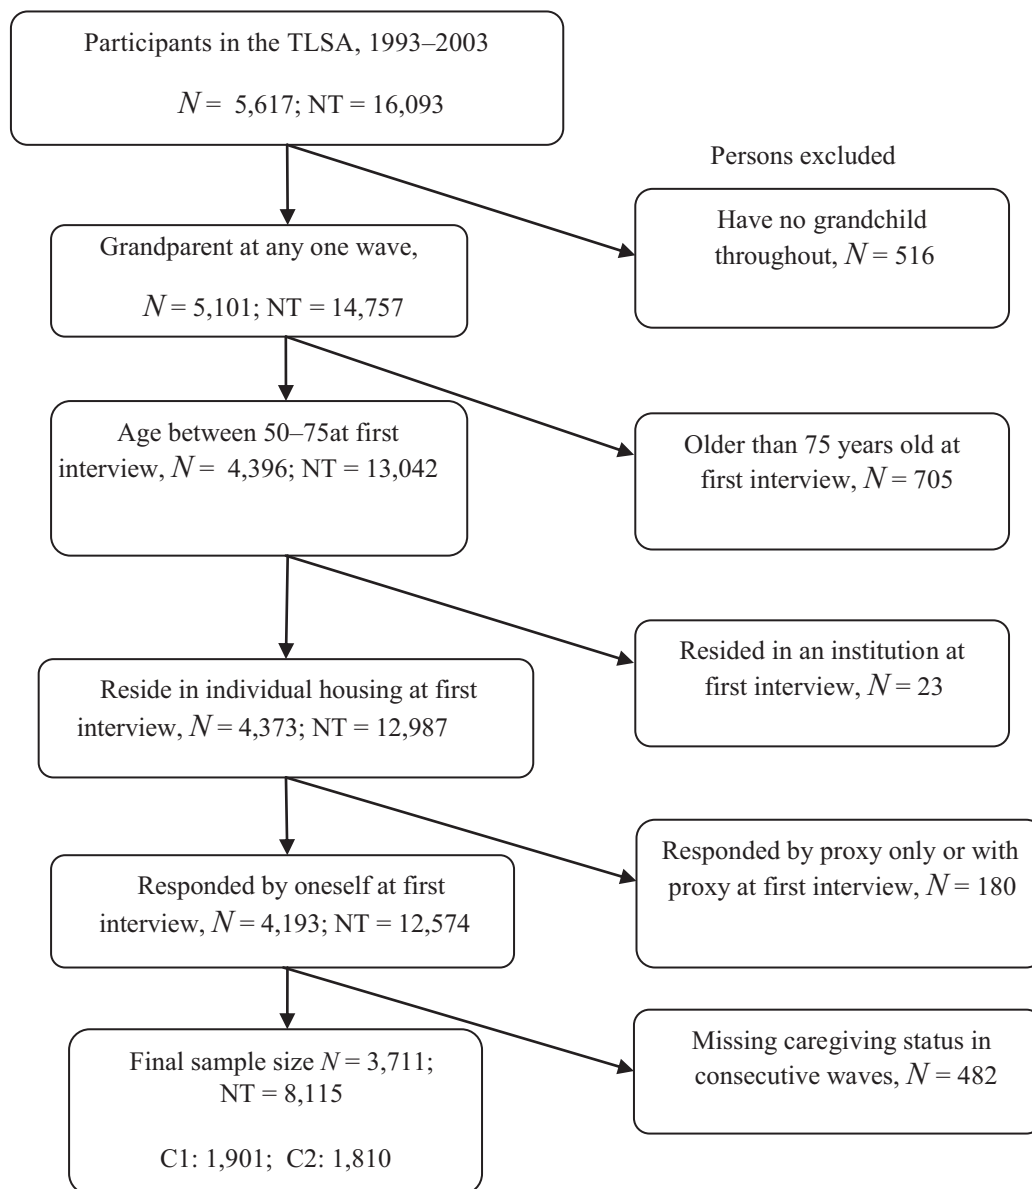 Participants in the TLSA, 1993–2003
N = 5,617; NT = 16,093
Persons excluded
Have no grandchild
throughout, N = 516
Grandparent at any one wave,
N = 5,101; NT = 14,757
Age between 50–75at first
interview, N = 4,396; NT = 13,042
Older than 75 years old at
first interview, N = 705
Resided in an institution at
first interview, N = 23
Reside in individual housing at first
interview, N = 4,373; NT = 12,987
Responded by proxy only or with
proxy at first interview, N = 180
Responded by oneself at first
interview, N = 4,193; NT = 12,574
Missing caregiving status in
consecutive waves, N = 482
Final sample size N = 3,711;
NT = 8,115
C1: 1,901; C2: 1,810